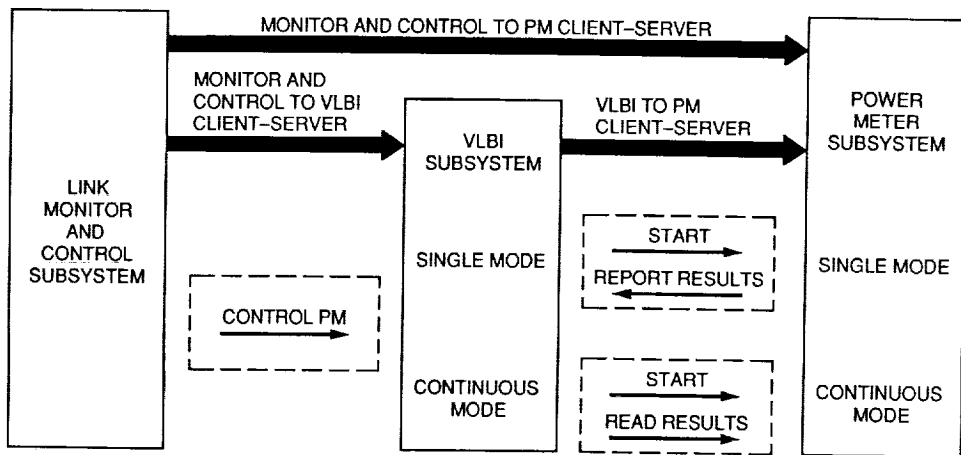 MONITOR AND CONTROL TO PM CLIENT–SERVER
MONITOR AND
CONTROL TO VLBI
CLIENT–SERVER
VLBI TO PM
CLIENT–SERVER
LINK
MONITOR
AND
CONTROL
SUBSYSTEM
VLBI
SUBSYSTEM
POWER
METER
SUBSYSTEM
SINGLE MODE
START
REPORT RESULTS
SINGLE MODE
CONTROL PM
CONTINUOUS
MODE
START
READ RESULTS
CONTINUOUS
MODE